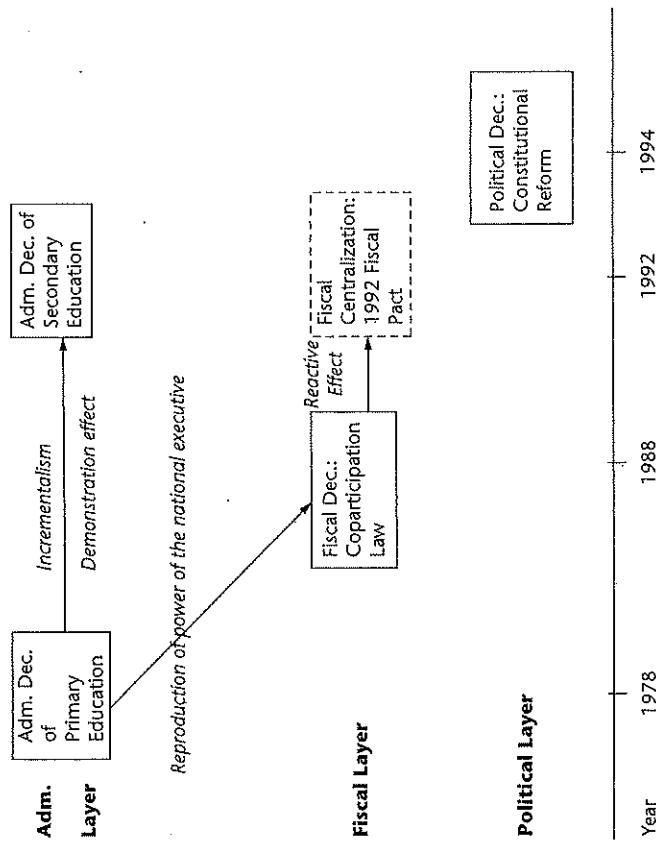 Adm.
Layer
Adm. Dec.
of
Primary
Education
Incrementalism
Demonstration effect
Adm. Dec. of
Secondary
Education
Reproduction of power of the national executive
Fiscal Layer
Fiscal Dec.:
Coparticipation
Law
Reactive
Effect
Fiscal
Centralization:
1992 Fiscal
Pact
Political Layer
Political Dec.:
Constitutional
Reform
Year
1978
1988
1992
1994